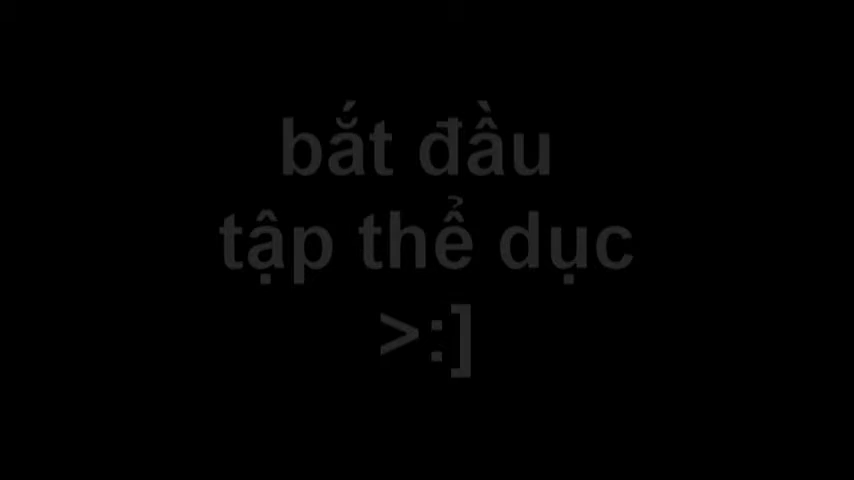 bắt đầu
tập thể dục
>:]